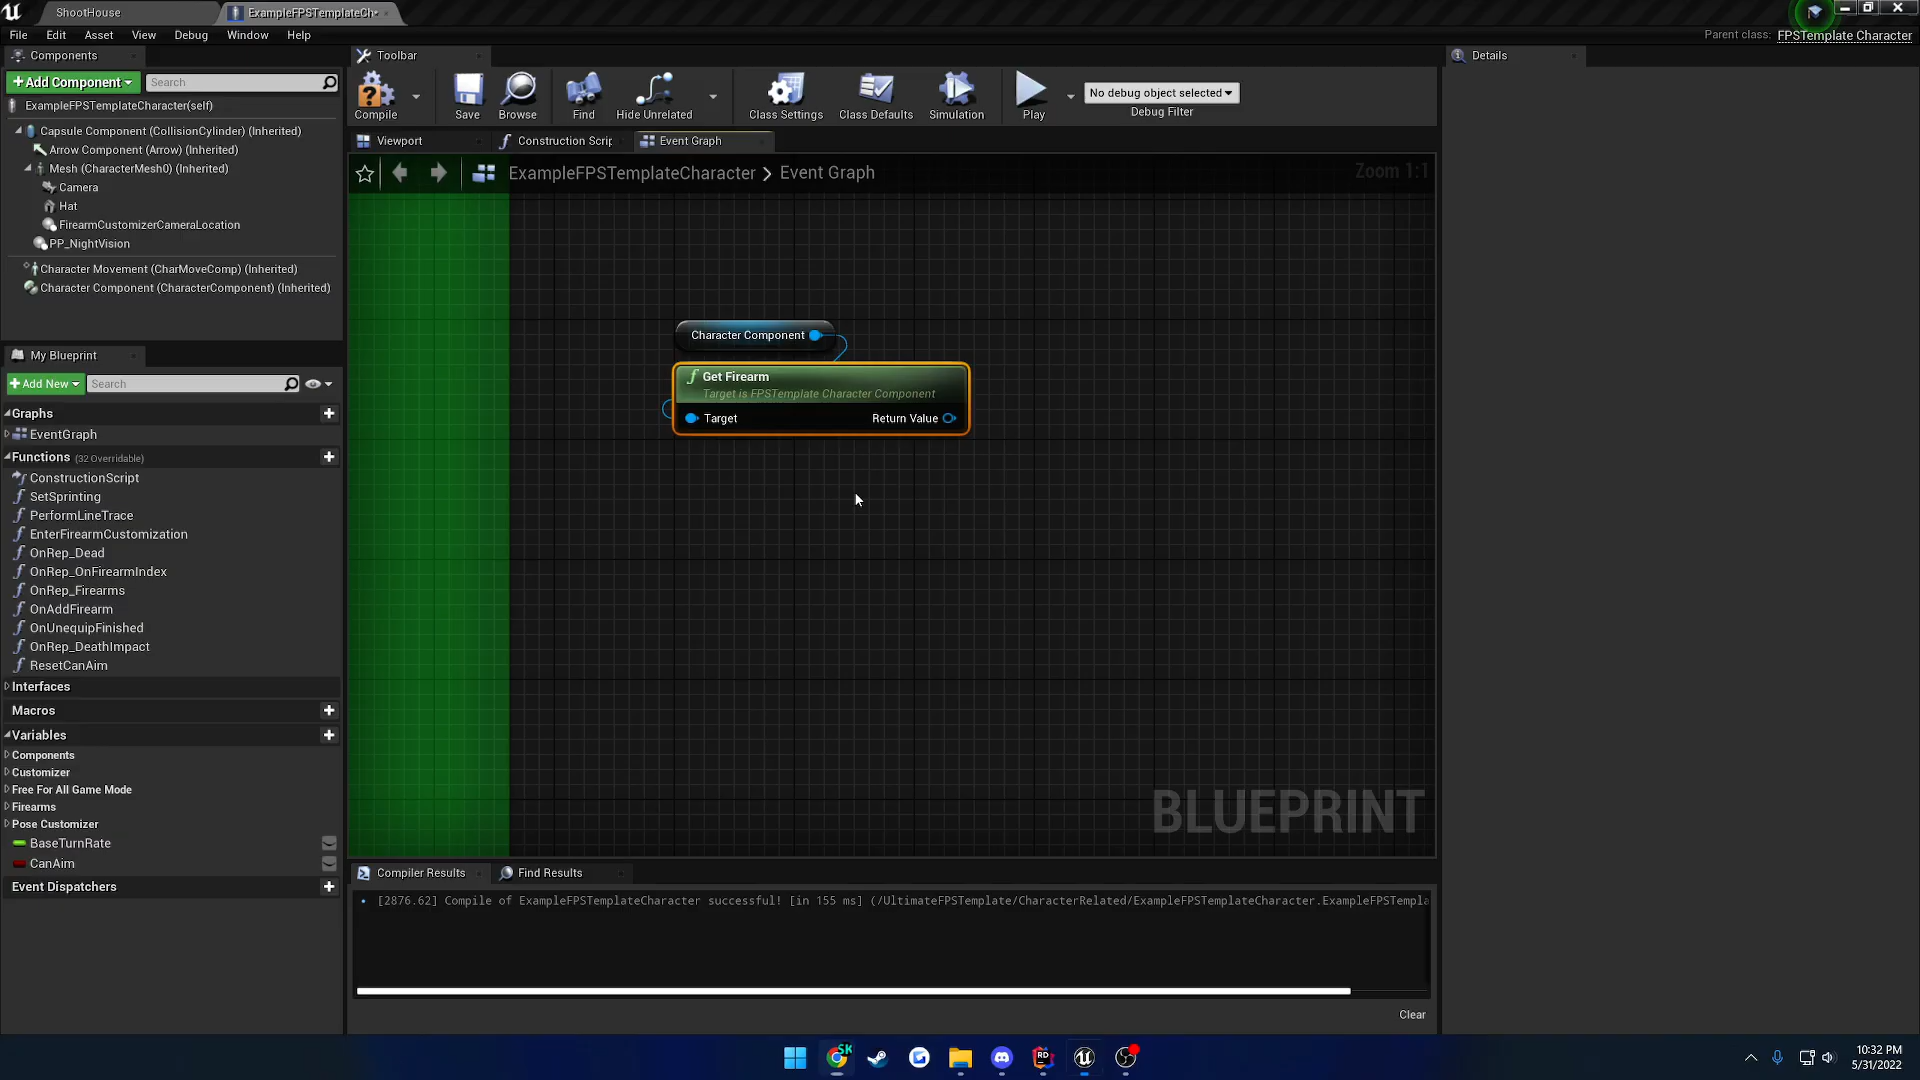 ShootHouse
ExampleFPSTemplateCh•
File Edit Asset View Debug Window Help
Parent class: FPSTemplate Character
Components
+Add Component
Search
ExampleFPSTemplateCharacter(self)
Capsule Component (CollisionCylinder) (Inherited)
Arrow Component (Arrow) (Inherited)
Mesh (CharacterMesh0) (Inherited)
Camera
Hat
FirearmCustomizerCameraLocation
PP_NightVision
Character Movement (CharMoveComp) (Inherited)
Character Component (CharacterComponent) (Inherited)
My Blueprint
+Add New
Search
Graphs
EventGraph
Functions (32 Overridable)
ConstructionScript
SetSprinting
PerformLineTrace
EnterFirearmCustomization
OnRep_Dead
OnRep_OnFirearmIndex
OnRep_Firearms
OnAddFirearm
OnUnequipFinished
OnRep_DeathImpact
ResetCanAim
Interfaces
Macros
Variables
Components
Customizer
Free For All Game Mode
Firearms
Pose Customizer
BaseTurnRate
CanAim
Event Dispatchers
Toolbar
Compile
Save
Browse
Find
Hide Unrelated
Class Settings
Class Defaults
Simulation
Play
No debug object selected
Debug Filter
Viewport
Construction Scrip
Event Graph
ExampleFPSTemplateCharacter > Event Graph
Zoom 1:1
Character Component
Get Firearm
Target is FPSTemplate Character Component
Target
Return Value
BLUEPRINT
Compiler Results
Find Results
[2876.62] Compile of ExampleFPSTemplateCharacter successful! [in 155 ms] (/UltimateFPSTemplate/CharacterRelated/ExampleFPSTemplateCharacter.ExampleFPSTempla
Clear
Details
SK
RD
10:32 PM
5/31/2022